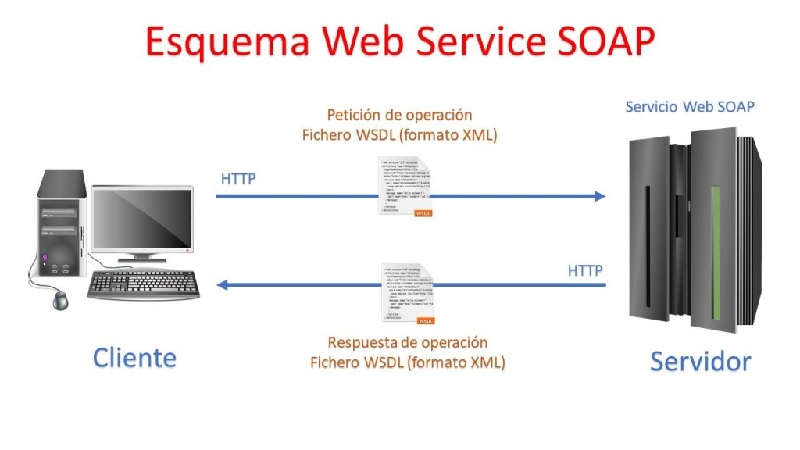 Esquema Web Service SOAP
Petición de operación
Fichero WSDL (formato XML)
Servicio Web SOAP
HTTP
HTTP
Respuesta de operación
Fichero WSDL (formato XML)
Cliente
Servidor